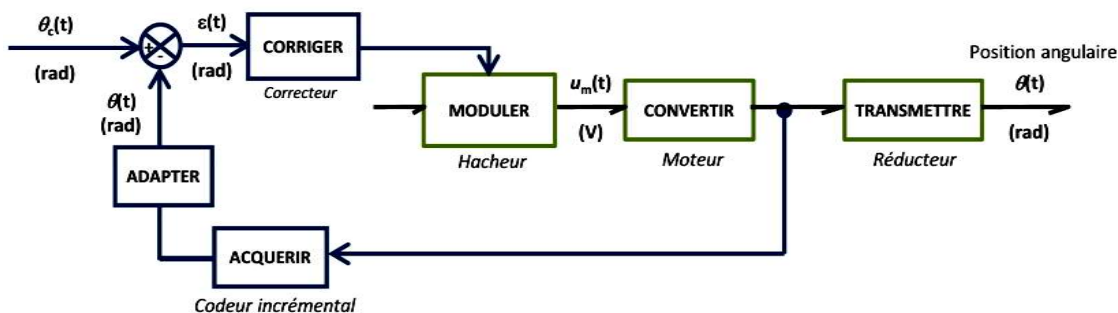 θc(t)
(rad)
+
-
ε(t)
(rad)
CORRIGER
Correcteur
θ(t)
(rad)
ADAPTER
MODULER
Hacheur
um(t)
(V)
CONVERTIR
Moteur
TRANSMETTRE
Réducteur
Position angulaire
θ(t)
(rad)
ACQUERIR
Codeur incrémental